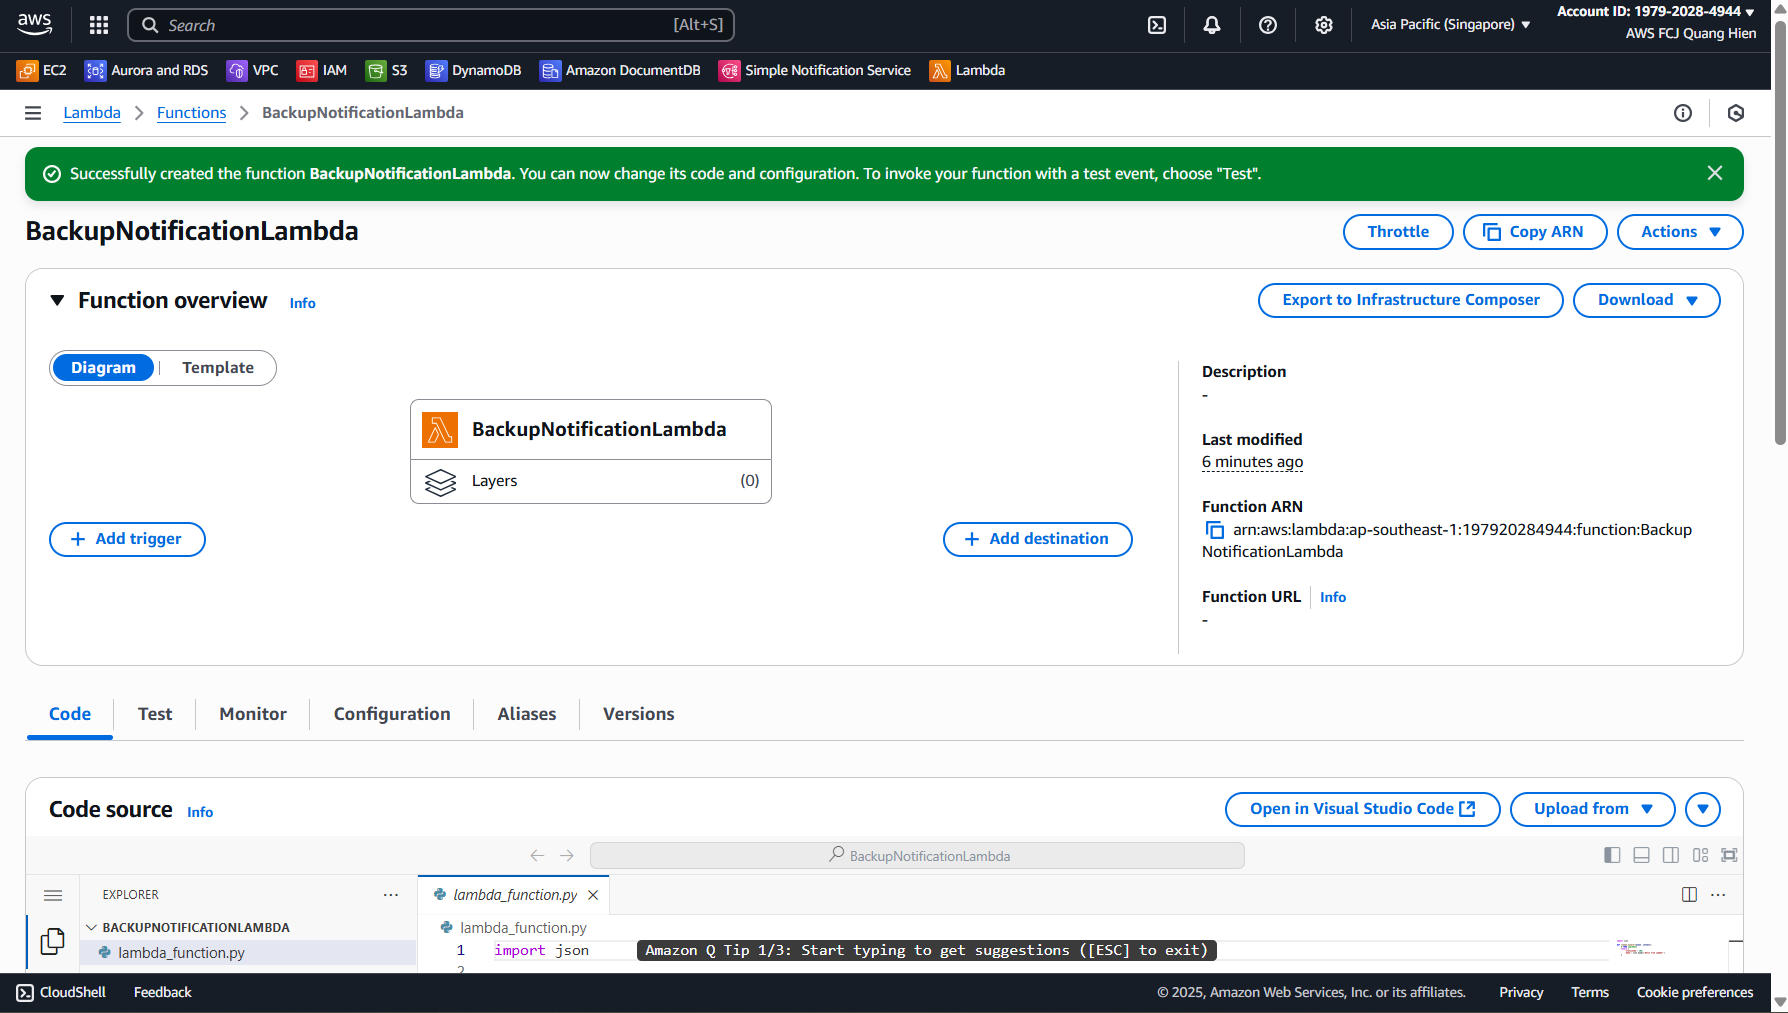 aws
Search [Alt+S]
Asia Pacific (Singapore)
Account ID: 1979-2028-4944
AWS FCJ Quang Hien
EC2 Aurora and RDS VPC IAM S3 DynamoDB Amazon DocumentDB Simple Notification Service Lambda
Lambda Functions BackupNotificationLambda
Successfully created the function BackupNotificationLambda. You can now change its code and configuration. To invoke your function with a test event, choose "Test".
BackupNotificationLambda
Throttle Copy ARN Actions
Function overview Info
Export to Infrastructure Composer Download
Diagram Template
BackupNotificationLambda
Layers (0)
Add trigger
Add destination
Description
-
Last modified
6 minutes ago
Function ARN
arn:aws:lambda:ap-southeast-1:197920284944:function:Backup
NotificationLambda
Function URL Info
-
Code Test Monitor Configuration Aliases Versions
Code source Info
Open in Visual Studio Code Upload from
BackupNotificationLambda
EXPLORER
BACKUPNOTIFICATIONLAMBDA
lambda_function.py
lambda_function.py
lambda_function.py
1 import json
Amazon Q Tip 1/3: Start typing to get suggestions ([ESC] to exit)
2
CloudShell Feedback
© 2025, Amazon Web Services, Inc. or its affiliates. Privacy Terms Cookie preferences